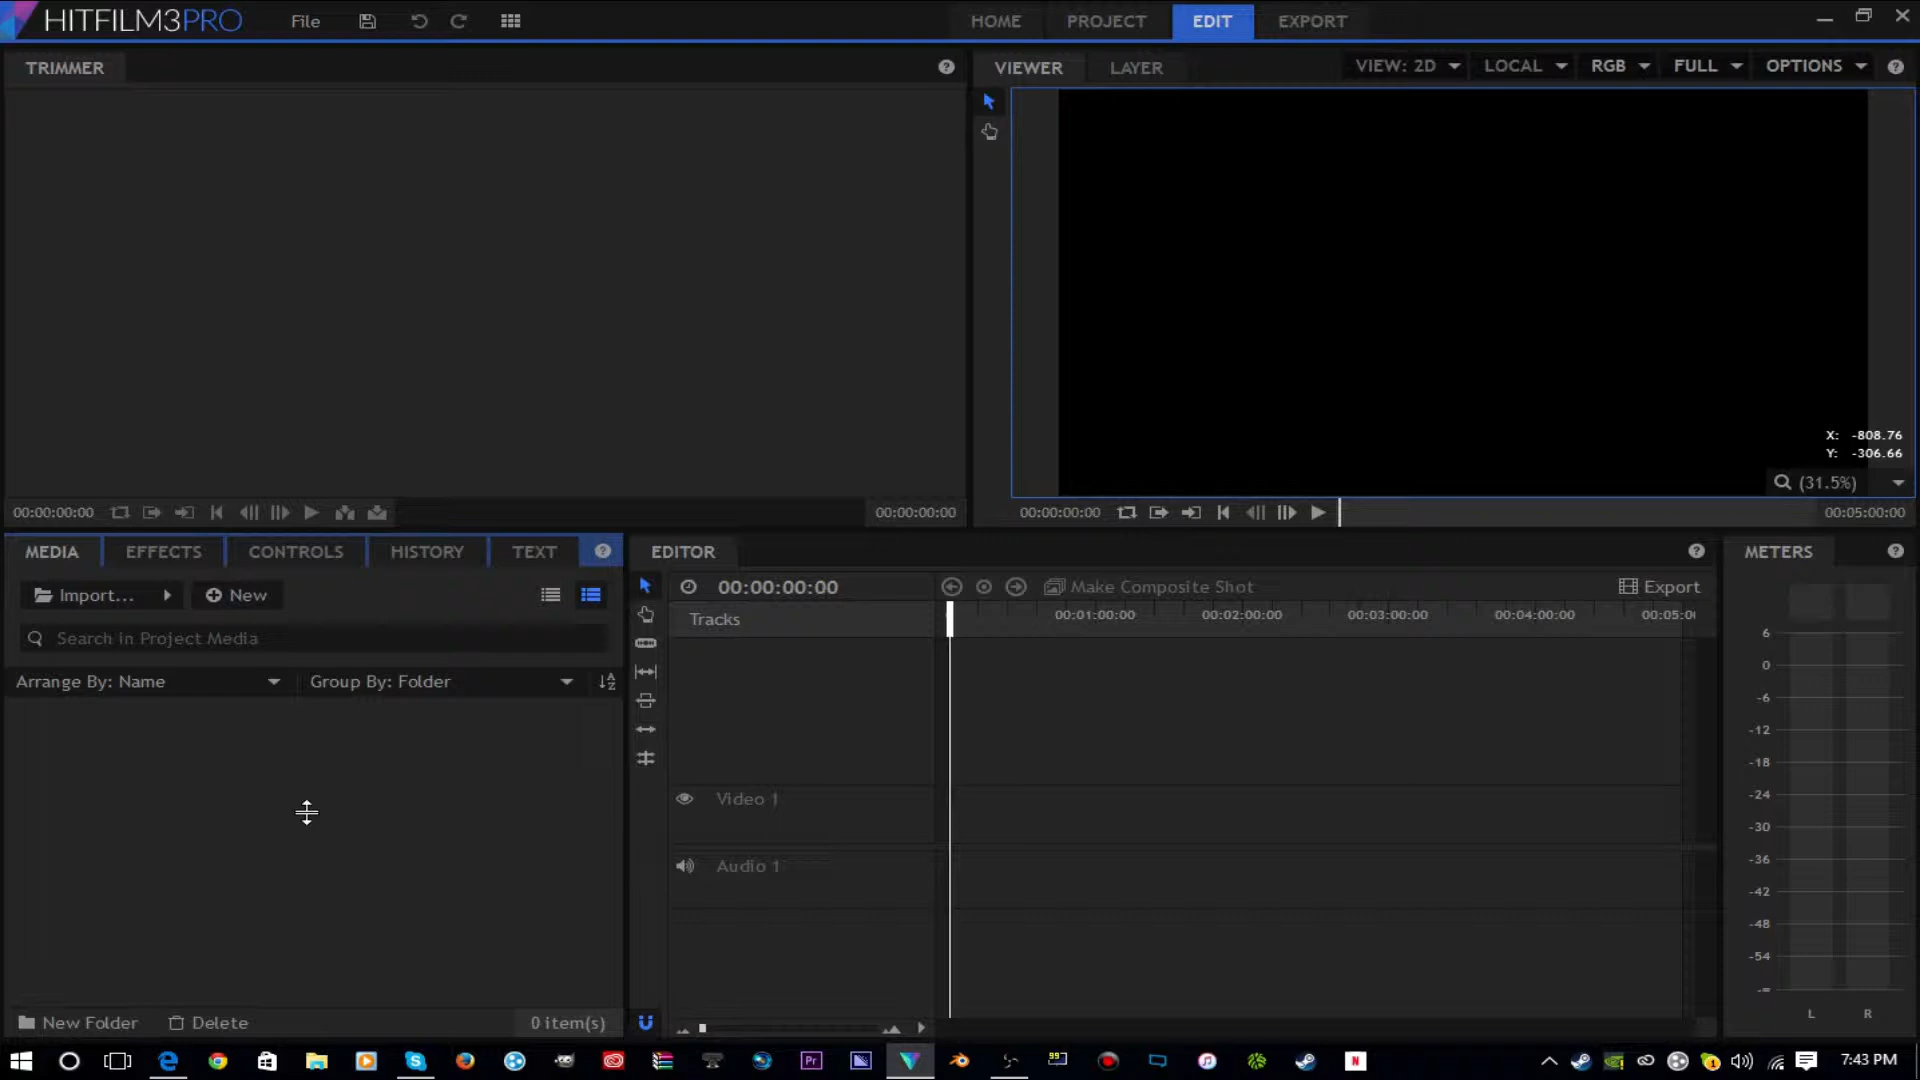 HITFILM3PRO File HOME PROJECT EDIT EXPORT
TRIMMER
VIEWER LAYER VIEW: 2D LOCAL RGB FULL OPTIONS
X: -808.76
Y: -306.66
(31.5%)
00:00:00:00 00:00:00:00
00:00:00:00 00:05:00:00
MEDIA EFFECTS CONTROLS HISTORY TEXT
Import... New
Search in Project Media
Arrange By: Name Group By: Folder
New Folder Delete 0 item(s)
EDITOR
00:00:00:00 Make Composite Shot Export
Tracks 00:01:00:00 00:02:00:00 00:03:00:00 00:04:00:00 00:05:0
Video 1
Audio 1
METERS
6
0
-6
-12
-18
-24
-30
-36
-42
-48
-54
-∞
L R
Pr 99 N 7:43 PM